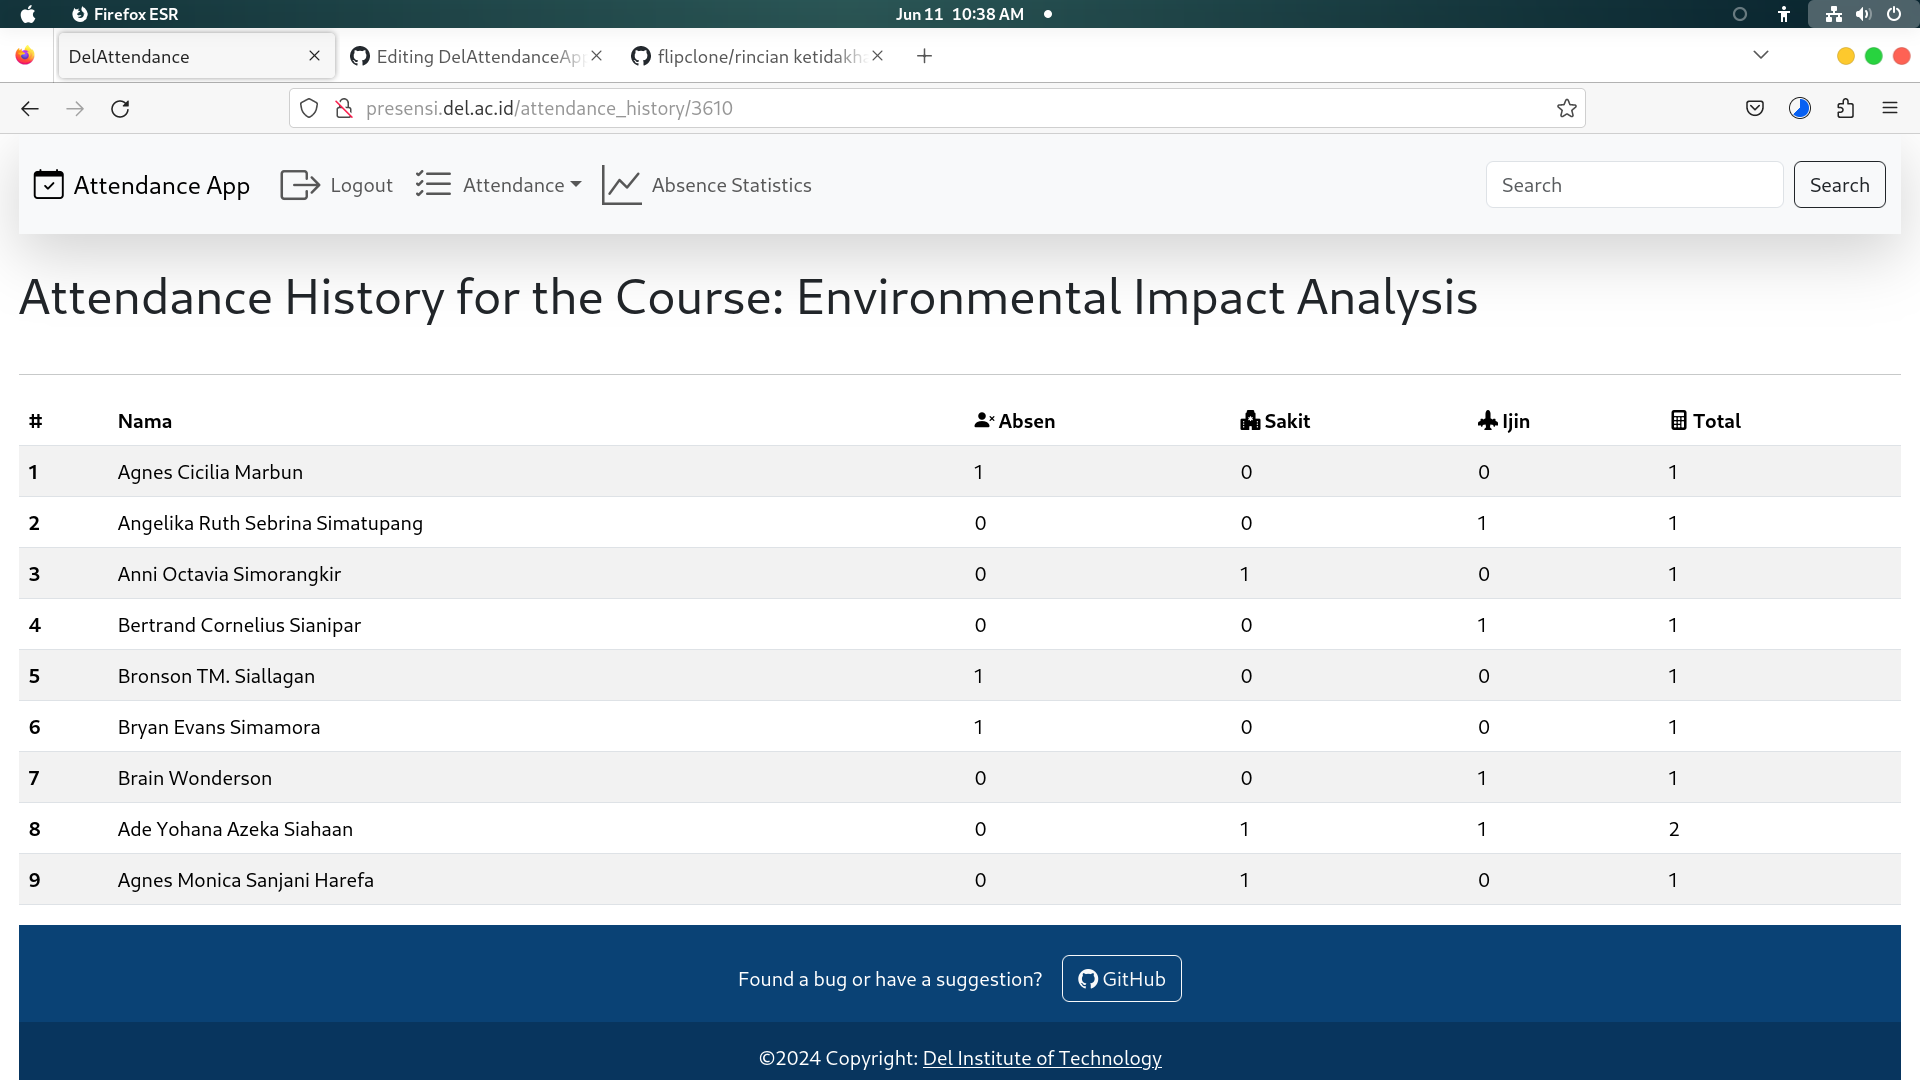 Firefox ESR Jun 11 10:38 AM
DelAttendance Editing DelAttendanceApp flipclone/rincian ketidakha
presensi.del.ac.id/attendance_history/3610
Attendance App Logout Attendance Absence Statistics Search Search
Attendance History for the Course: Environmental Impact Analysis
# Nama Absen Sakit Ijin Total
1 Agnes Cicilia Marbun 1 0 0 1
2 Angelika Ruth Sebrina Simatupang 0 0 1 1
3 Anni Octavia Simorangkir 0 1 0 1
4 Bertrand Cornelius Sianipar 0 0 1 1
5 Bronson TM. Siallagan 1 0 0 1
6 Bryan Evans Simamora 1 0 0 1
7 Brain Wonderson 0 0 1 1
8 Ade Yohana Azeka Siahaan 0 1 1 2
9 Agnes Monica Sanjani Harefa 0 1 0 1
Found a bug or have a suggestion? GitHub
©2024 Copyright: Del Institute of Technology